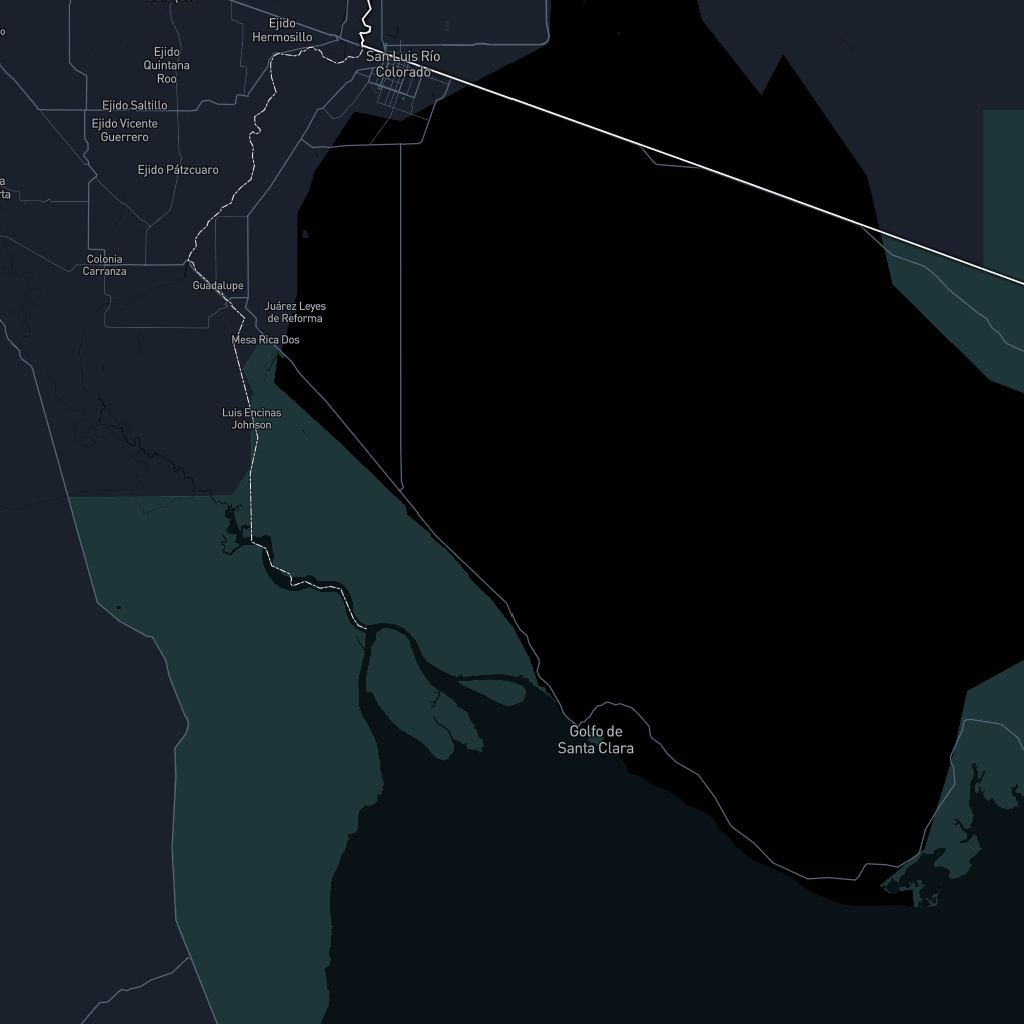 Ejido
Hermosillo
San Luis Río
Colorado
Ejido
Quintana
Roo
Ejido Saltillo
Ejido Vicente
Guerrero
Ejido Pátzcuaro
Colonia
Carranza
Guadalupe
Juárez Leyes
de Reforma
Mesa Rica Dos
Luis Encinas
Johnson
Golfo de
Santa Clara